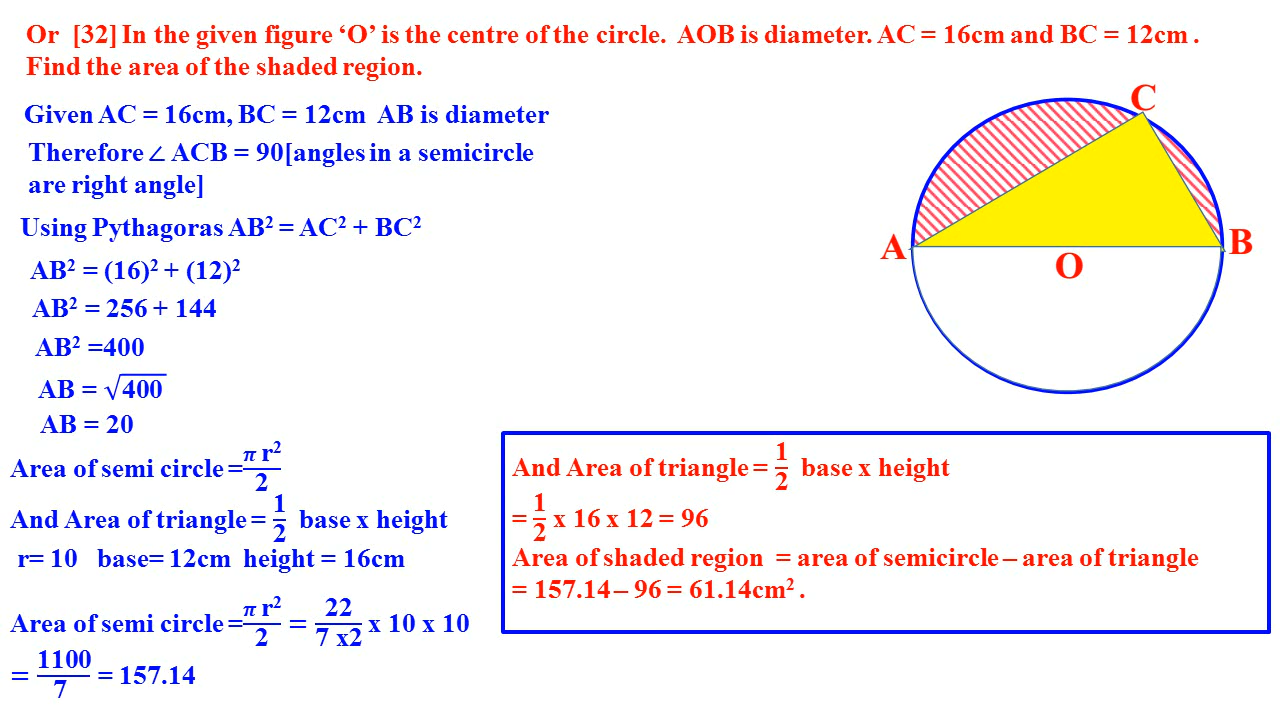 Or [32] In the given figure ‘O’ is the centre of the circle. AOB is diameter. AC = 16cm and BC = 12cm .
Find the area of the shaded region.
Given AC = 16cm, BC = 12cm AB is diameter
Therefore ∠ ACB = 90[angles in a semicircle
are right angle]
Using Pythagoras AB² = AC² + BC²
AB² = (16)² + (12)²
AB² = 256 + 144
AB² =400
AB = √400
AB = 20
Area of semi circle = π r²/2
And Area of triangle = 1/2 base x height
r= 10 base= 12cm height = 16cm
Area of semi circle = π r²/2 = 22/7 x2 x 10 x 10
= 1100/7 = 157.14
And Area of triangle = 1/2 base x height
= 1/2 x 16 x 12 = 96
Area of shaded region = area of semicircle – area of triangle
= 157.14 – 96 = 61.14cm² .
C
A
B
O